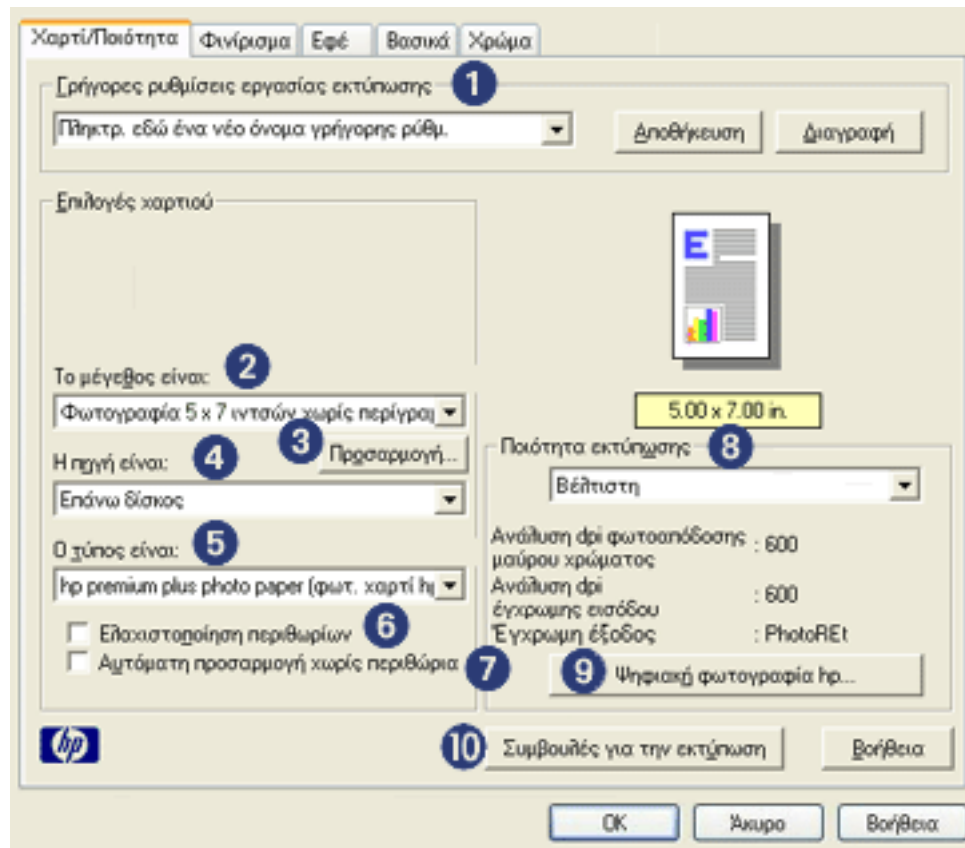 Χαρτί/Ποιότητα Φινίρισμα Εφέ Βασικά Χρώμα
Γρήγορες ρυθμίσεις εργασίας εκτύπωσης 1
Πληκτρ. εδώ ένα νέο όνομα γρήγορης ρύθμ. Αποθήκευση Διαγραφή
Επιλογές χαρτιού
E
Το μέγεθος είναι: 2
Φωτογραφία 5 x 7 ιντσών χωρίς περίγραμ
5.00 x 7.00 in.
3 Προσαρμογή...
Η πηγή είναι: 4
Επάνω δίσκος
Ο τύπος είναι: 5
hp premium plus photo paper (φωτ. χαρτί hp
6 Ελαχιστοποίηση περιθωρίων
Αυτόματη προσαρμογή χωρίς περιθώρια 7
Ποιότητα εκτύπωσης 8
Βέλτιστη
Ανάλυση dpi φωτοαπόδοσης : 600
μαύρου χρώματος
Ανάλυση dpi : 600
έγχρωμης εισόδου
Έγχρωμη έξοδος : PhotoREt
9 Ψηφιακή φωτογραφία hp...
hp
10 Συμβουλές για την εκτύπωση Βοήθεια
OK Άκυρο Βοήθεια